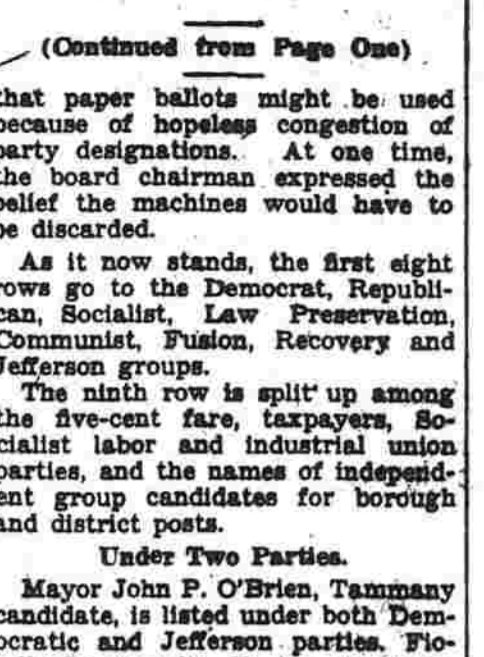 (Continued from Page One)
that paper ballots might be used
because of hopeless congestion of
party designations. At one time,
the board chairman expressed the
belief the machines would have to
be discarded.
As it now stands, the first eight
rows go to the Democrat, Republi-
can, Socialist, Law Preservation,
Communist, Fusion, Recovery and
Jefferson groups.
The ninth row is split up among
the five-cent fare, taxpayers, So-
cialist labor and industrial union
parties, and the names of independ-
ent group candidates for borough
and district posts.
Under Two Parties.
Mayor John P. O'Brien, Tammany
candidate, is listed under both Dem-
ocratic and Jefferson parties. Fio-